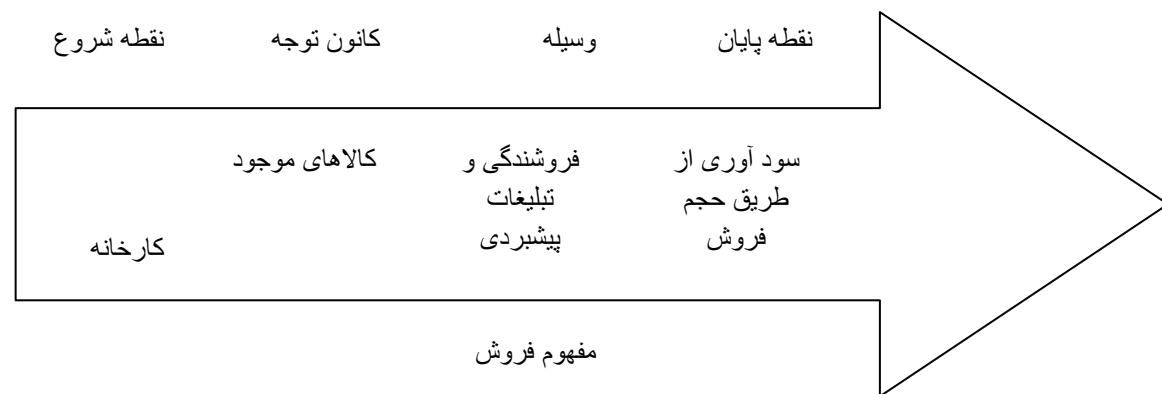 نقطه شروع
کانون توجه
وسیله
نقطه پایان
کارخانه
کالاهای موجود
فروشندگی و
تبلیغات
پیشبردی
سود آوری از
طریق حجم
فروش
مفهوم فروش